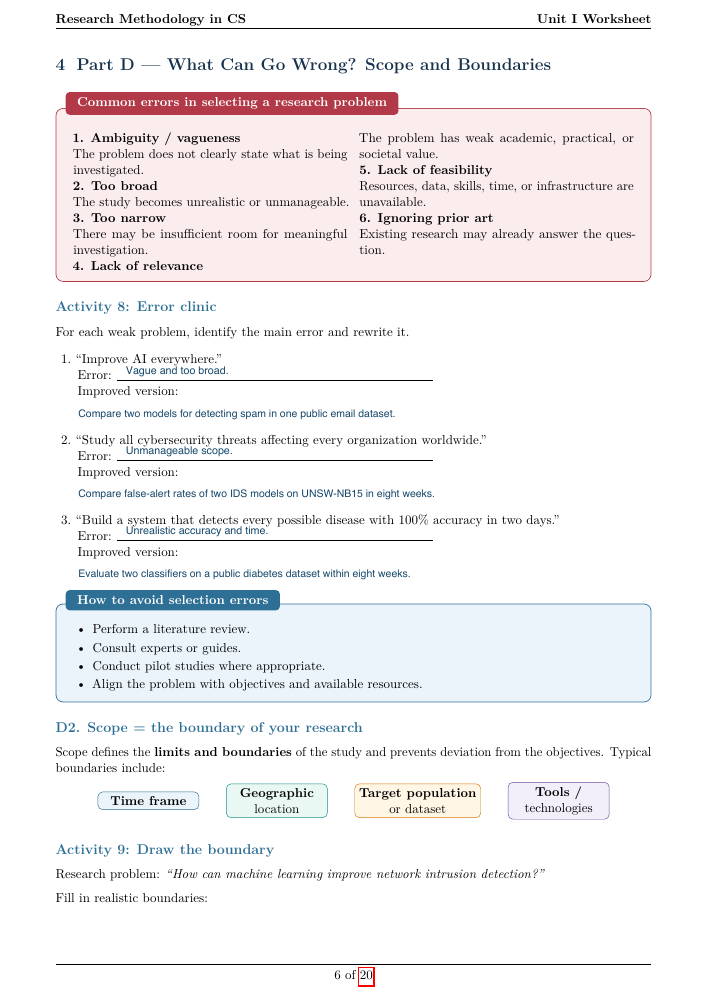 Research Methodology in CS
Unit I Worksheet
4 Part D — What Can Go Wrong? Scope and Boundaries
Common errors in selecting a research problem
1. Ambiguity / vagueness
The problem does not clearly state what is being
investigated.
2. Too broad
The study becomes unrealistic or unmanageable.
3. Too narrow
There may be insufficient room for meaningful
investigation.
4. Lack of relevance
The problem has weak academic, practical, or
societal value.
5. Lack of feasibility
Resources, data, skills, time, or infrastructure are
unavailable.
6. Ignoring prior art
Existing research may already answer the ques-
tion.
Activity 8: Error clinic
For each weak problem, identify the main error and rewrite it.
1. “Improve AI everywhere.”
Error: Vague and too broad.
Improved version:
Compare two models for detecting spam in one public email dataset.
2. “Study all cybersecurity threats affecting every organization worldwide.”
Error: Unmanageable scope.
Improved version:
Compare false-alert rates of two IDS models on UNSW-NB15 in eight weeks.
3. “Build a system that detects every possible disease with 100% accuracy in two days.”
Error: Unrealistic accuracy and time.
Improved version:
Evaluate two classifiers on a public diabetes dataset within eight weeks.
How to avoid selection errors
• Perform a literature review.
• Consult experts or guides.
• Conduct pilot studies where appropriate.
• Align the problem with objectives and available resources.
D2. Scope = the boundary of your research
Scope defines the limits and boundaries of the study and prevents deviation from the objectives. Typical
boundaries include:
Time frame
Geographic
location
Target population
or dataset
Tools /
technologies
Activity 9: Draw the boundary
Research problem: “How can machine learning improve network intrusion detection?”
Fill in realistic boundaries:
6 of 20